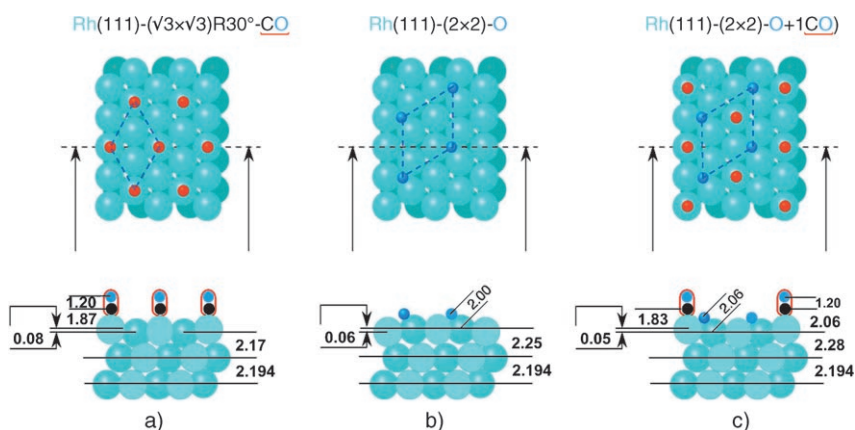 Rh(111)-(√3×√3)R30°-CO
Rh(111)-(2×2)-O
Rh(111)-(2×2)-O+1CO)
1.20
1.87
0.08
2.17
2.194
2.00
0.06
2.25
2.194
2.06
1.83
0.05
1.20
2.06
2.28
2.194
a)
b)
c)